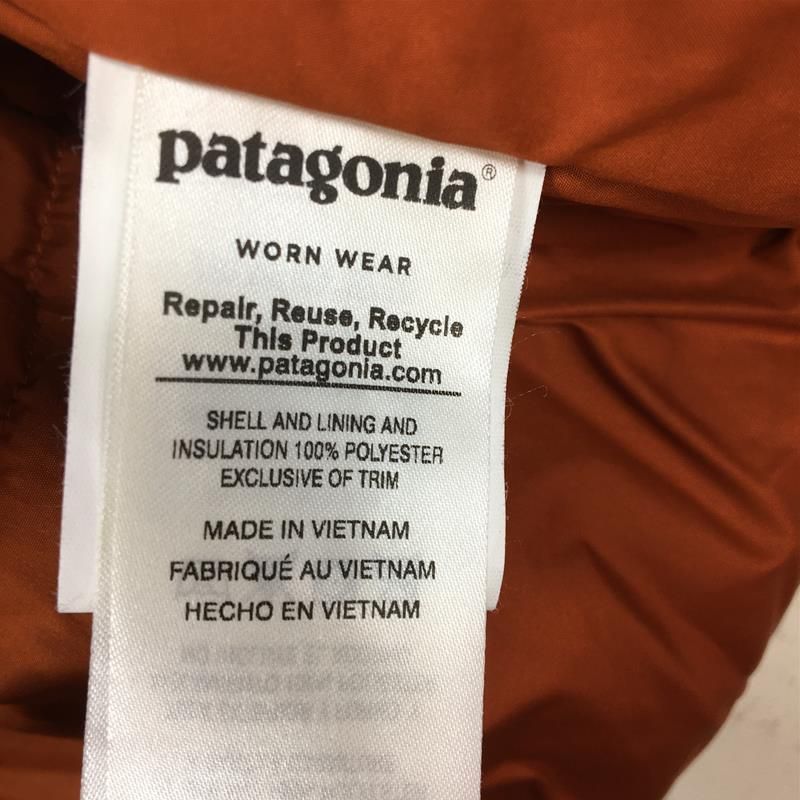 patagonia®
WORN WEAR
Repair, Reuse, Recycle
This Product
www.patagonia.com
SHELL AND LINING AND
INSULATION 100% POLYESTER
EXCLUSIVE OF TRIM
MADE IN VIETNAM
FABRIQUÉ AU VIETNAM
HECHO EN VIETNAM